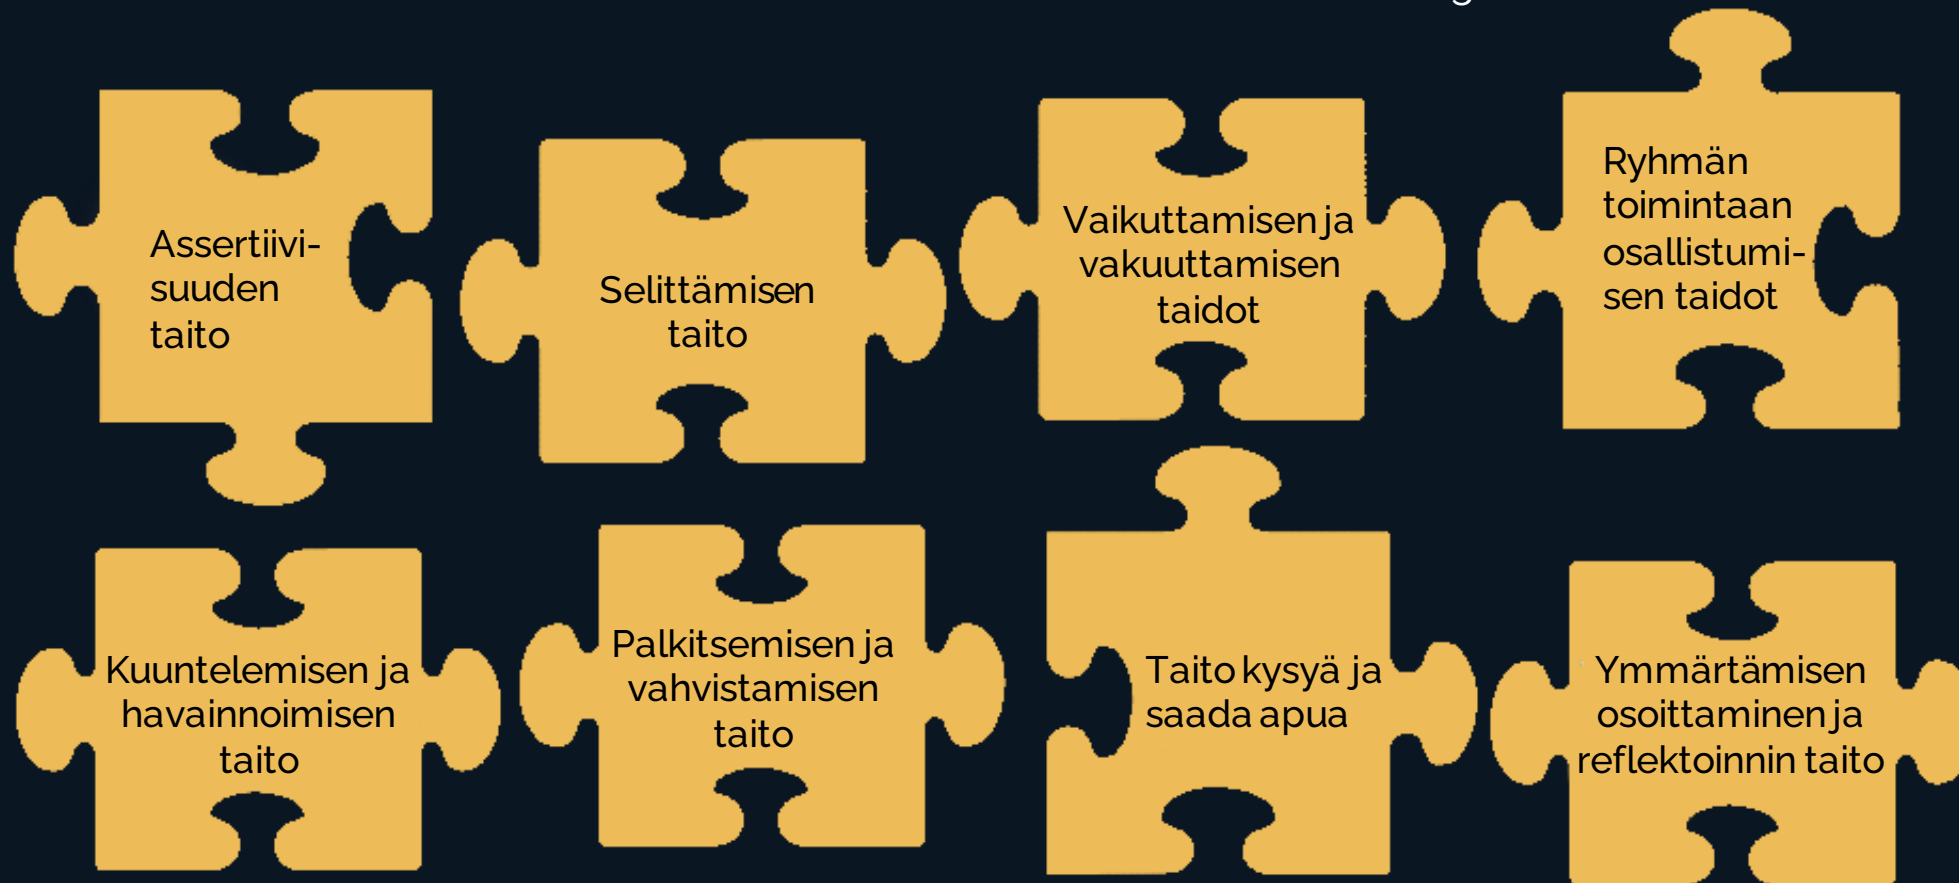 Assertiivi-
suuden
taito
Selittämisen
taito
Vaikuttamisen ja
vakuuttamisen
taidot
Ryhmän
toimintaan
osallistumi-
sen taidot
Kuuntelemisen ja
havainnoimisen
taito
Palkitsemisen ja
vahvistamisen
taito
Taito kysyä ja
saada apua
Ymmärtämisen
osoittaminen ja
reflektoinnin taito